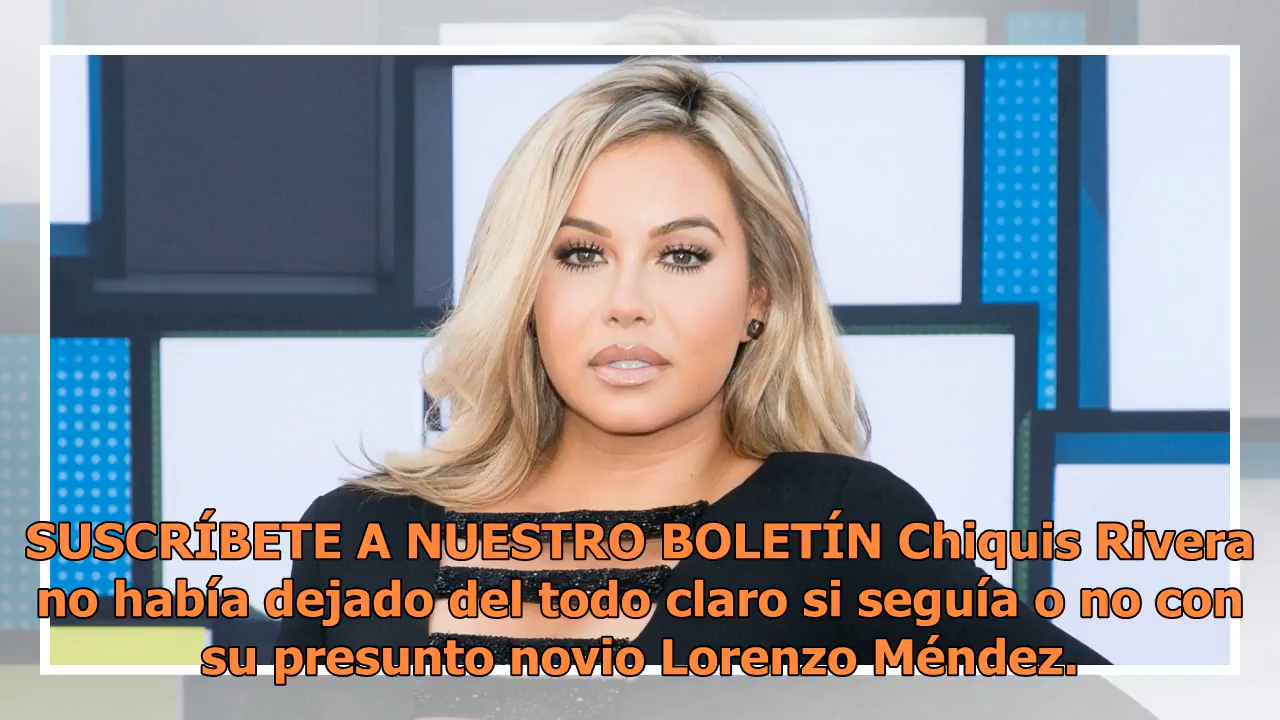 SUSCRÍBETE A NUESTRO BOLETÍN Chiquis Rivera
no había dejado del todo claro si seguía o no con
su presunto novio Lorenzo Méndez.